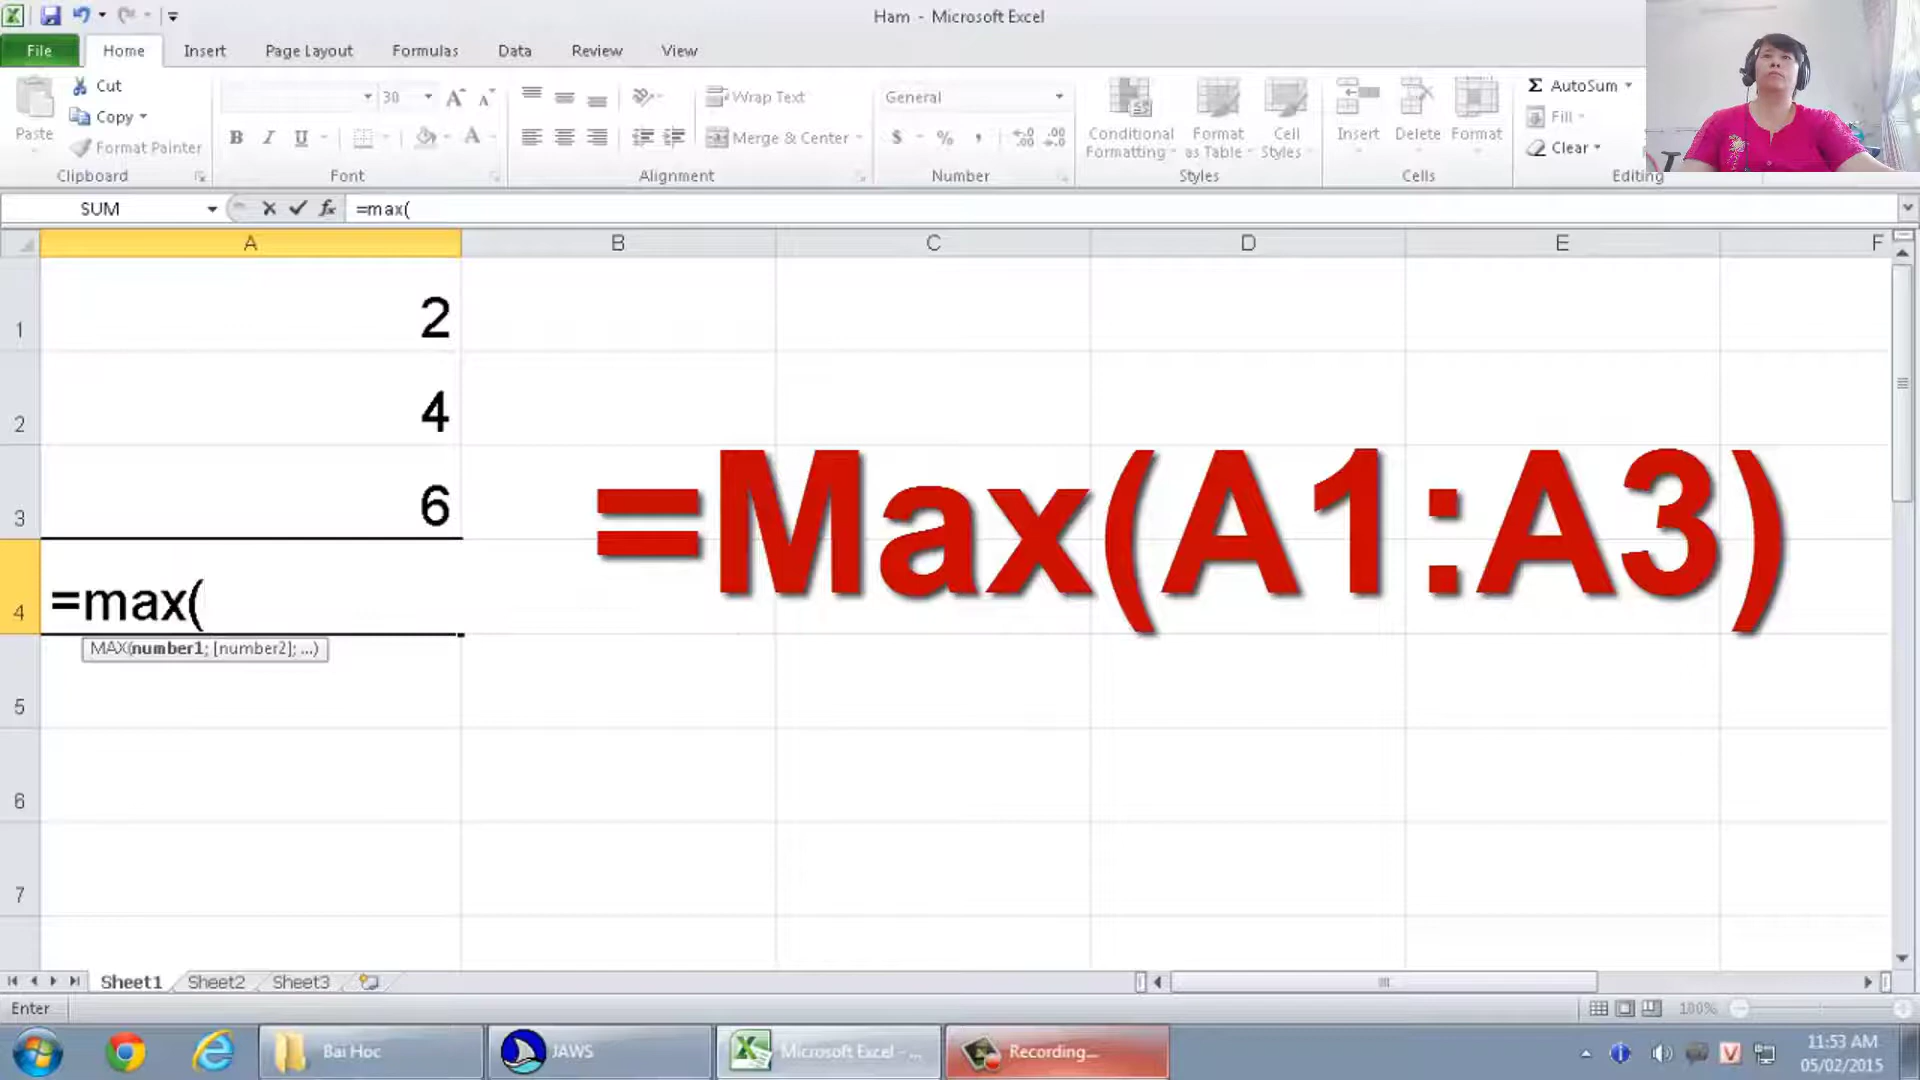 Ham - Microsoft Excel
File Home Insert Page Layout Formulas Data Review View
Paste
Cut
Copy
Format Painter
Clipboard
30
A A
B I U
A
Font
Wrap Text
Merge & Center
Alignment
General
$ % ,
Number
Conditional Formatting
Format as Table
Cell Styles
Styles
Insert
Delete
Format
Cells
Σ AutoSum
Fill
Clear
Editing
SUM
fx
=max(
A B C D E F
1 2
2 4
3 6
=Max(A1:A3)
4 =max(
MAX(number1; [number2]; ...)
5
6
7
Sheet1 Sheet2 Sheet3
Enter
100%
Bai Hoc
JAWS
Microsoft Excel - ...
Recording...
V
11:53 AM
05/02/2015